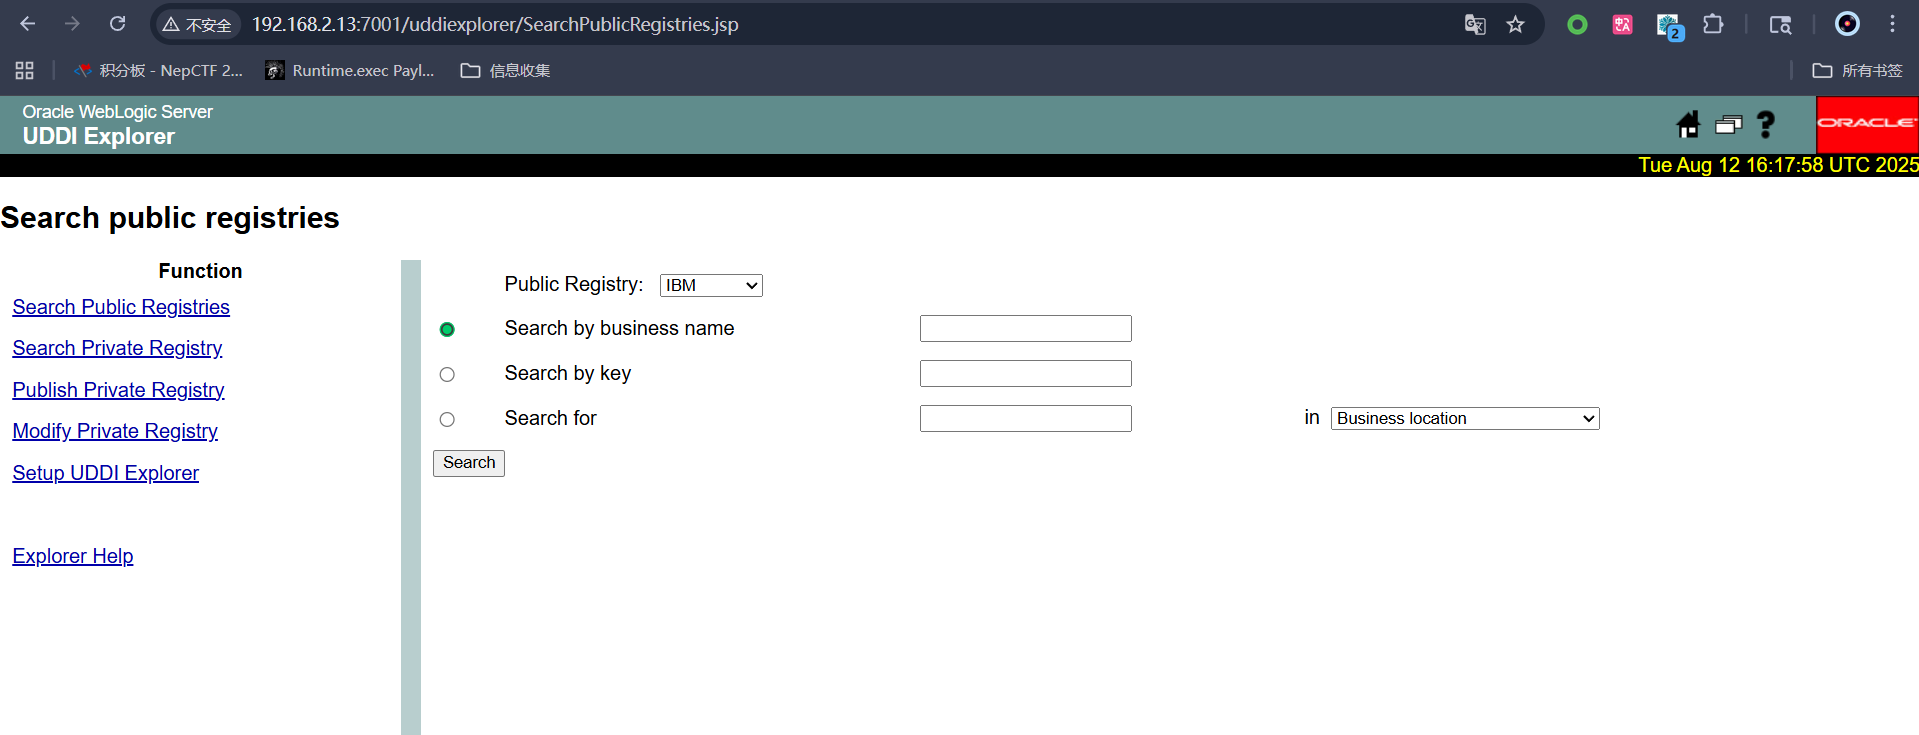 不安全
192.168.2.13:7001/uddiexplorer/SearchPublicRegistries.jsp
2
积分板 - NepCTF 2...
Runtime.exec Payl...
信息收集
所有书签
Oracle WebLogic Server
UDDI Explorer
ORACLE
Tue Aug 12 16:17:58 UTC 2025
Search public registries
Function
Search Public Registries
Search Private Registry
Publish Private Registry
Modify Private Registry
Setup UDDI Explorer
Explorer Help
Public Registry: IBM
Search by business name
Search by key
Search for in Business location
Search